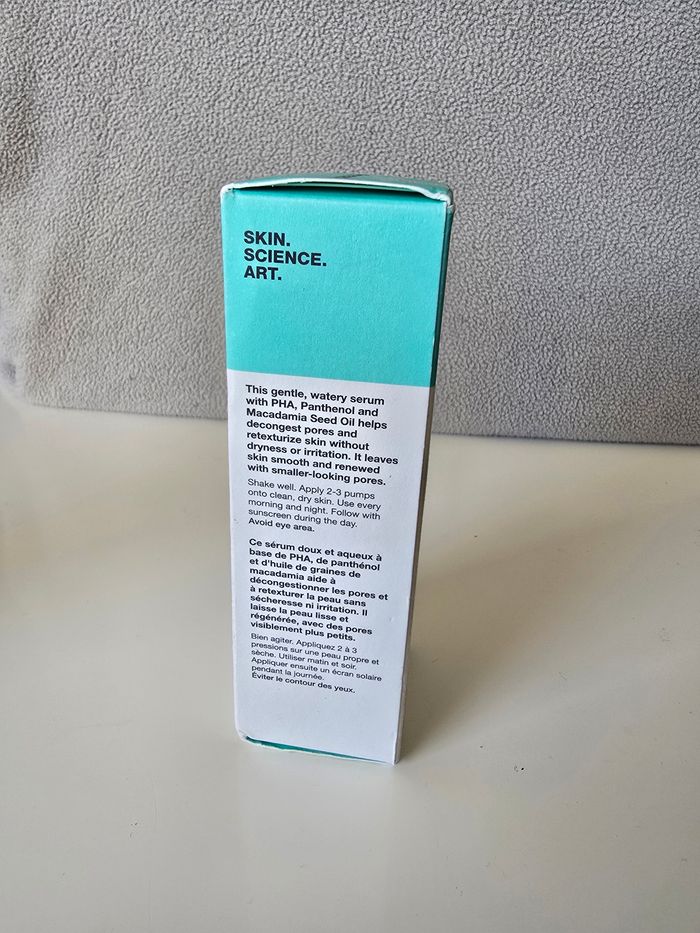 SKIN.
SCIENCE.
ART.
This gentle, watery serum
with PHA, Panthenol and
Macadamia Seed Oil helps
decongest pores and
retexturize skin without
dryness or irritation. It leaves
skin smooth and renewed
with smaller-looking pores.
Shake well. Apply 2-3 pumps
onto clean, dry skin. Use every
morning and night. Follow with
sunscreen during the day.
Avoid eye area.
Ce sérum doux et aqueux à
base de PHA, de panthénol
et d'huile de graines de
macadamia aide à
décongestionner les pores et
à retexturer la peau sans
sécheresse ni irritation. Il
laisse la peau lisse et
régénérée, avec des pores
visiblement plus petits.
Bien agiter. Appliquez 2 à 3
pressions sur une peau propre et
sèche. Utiliser matin et soir.
Appliquer ensuite un écran solaire
pendant la journée.
Éviter le contour des yeux.